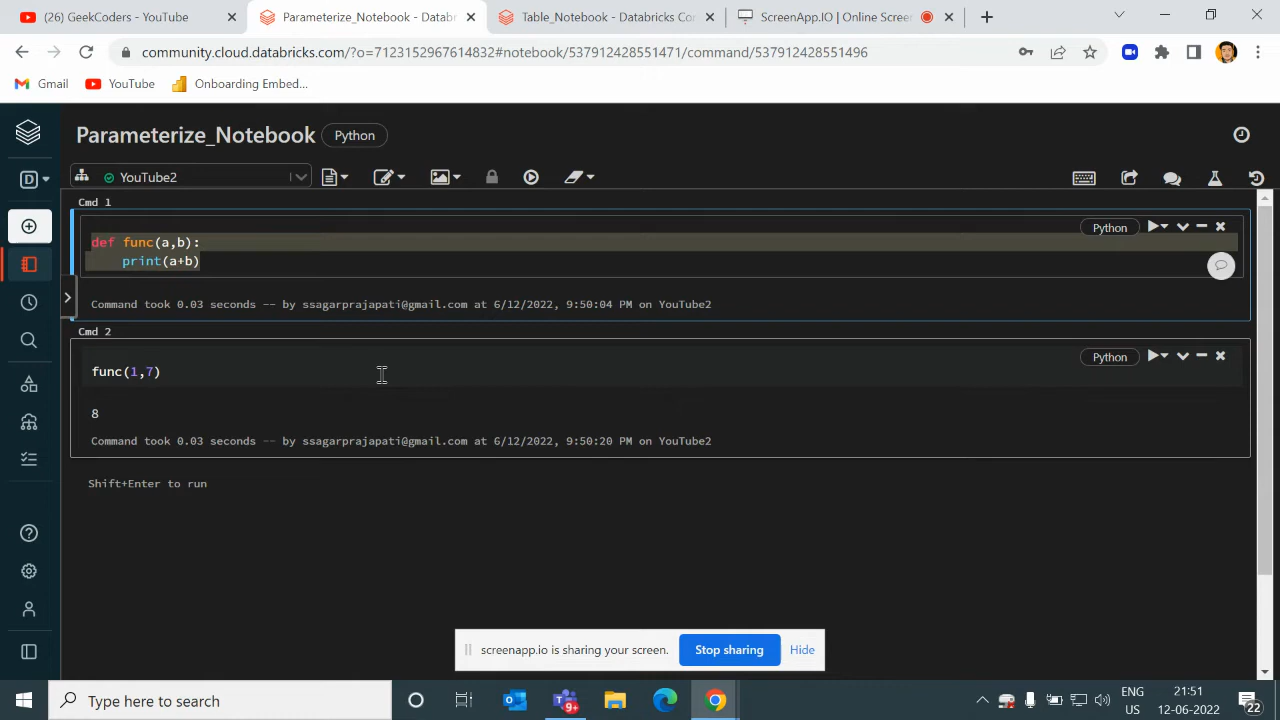 (26) GeekCoders - YouTube
Parameterize_Notebook - Databr
Table_Notebook - Databricks Cor
ScreenApp.IO | Online Screen
community.cloud.databricks.com/?o=7123152967614832#notebook/537912428551471/command/537912428551496
Gmail
YouTube
Onboarding Embed...
Parameterize_Notebook
Python
D
YouTube2
Cmd 1
def func(a,b):
print(a+b)
Python
Command took 0.03 seconds -- by ssagarprajapati@gmail.com at 6/12/2022, 9:50:04 PM on YouTube2
Cmd 2
func(1,7)
Python
8
Command took 0.03 seconds -- by ssagarprajapati@gmail.com at 6/12/2022, 9:50:20 PM on YouTube2
Shift+Enter to run
screenapp.io is sharing your screen.
Stop sharing
Hide
Type here to search
9+
ENG
US
21:51
12-06-2022
22